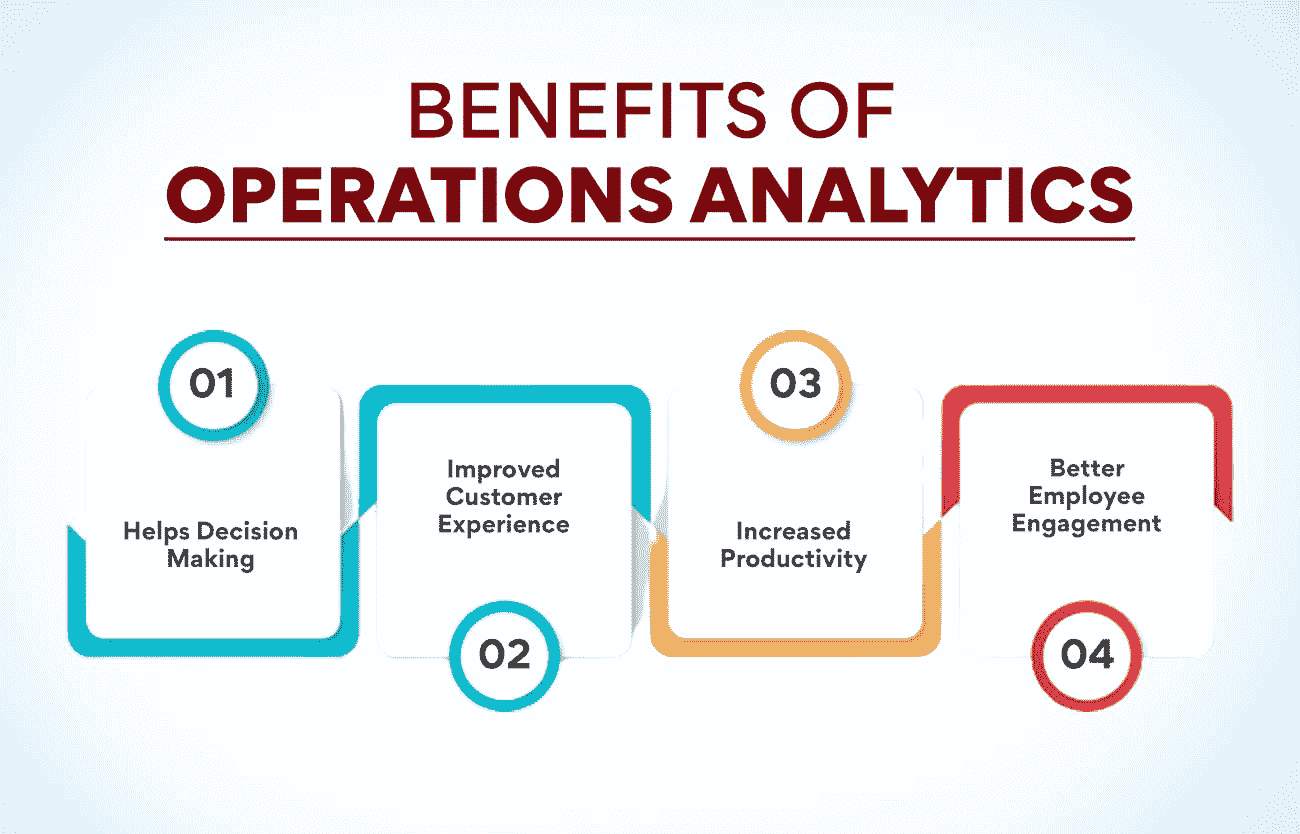 BENEFITS OF
OPERATIONS ANALYTICS
01
Helps Decision
Making
Improved
Customer
Experience
02
03
Increased
Productivity
Better
Employee
Engagement
04